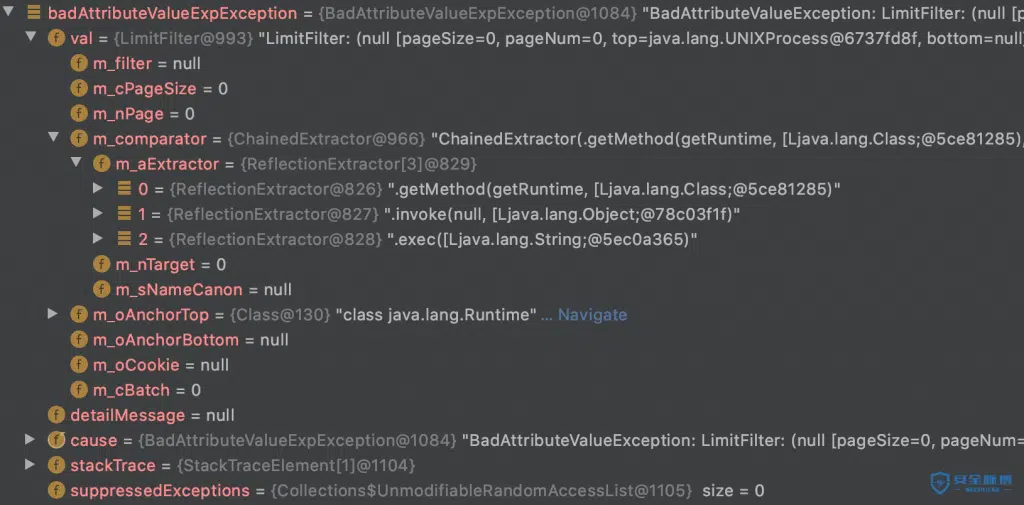 badAttributeValueExpException = {BadAttributeValueExpException@1084} "BadAttributeValueException: LimitFilter: (null [p
val = {LimitFilter@993} "LimitFilter: (null [pageSize=0, pageNum=0, top=java.lang.UNIXProcess@6737fd8f, bottom=null]
m_filter = null
m_cPageSize = 0
m_nPage = 0
m_comparator = {ChainedExtractor@966} "ChainedExtractor(.getMethod(getRuntime, [Ljava.lang.Class;@5ce81285),
m_aExtractor = {ReflectionExtractor[3]@829}
0 = {ReflectionExtractor@826} ".getMethod(getRuntime, [Ljava.lang.Class;@5ce81285)"
1 = {ReflectionExtractor@827} ".invoke(null, [Ljava.lang.Object;@78c03f1f)"
2 = {ReflectionExtractor@828} ".exec([Ljava.lang.String;@5ec0a365)"
m_nTarget = 0
m_sNameCanon = null
m_oAnchorTop = {Class@130} "class java.lang.Runtime" ... Navigate
m_oAnchorBottom = null
m_oCookie = null
m_cBatch = 0
detailMessage = null
cause = {BadAttributeValueExpException@1084} "BadAttributeValueException: LimitFilter: (null [pageSize=0, pageNum=
stackTrace = {StackTraceElement[1]@1104}
suppressedExceptions = {Collections$UnmodifiableRandomAccessList@1105} size = 0
安全脉搏